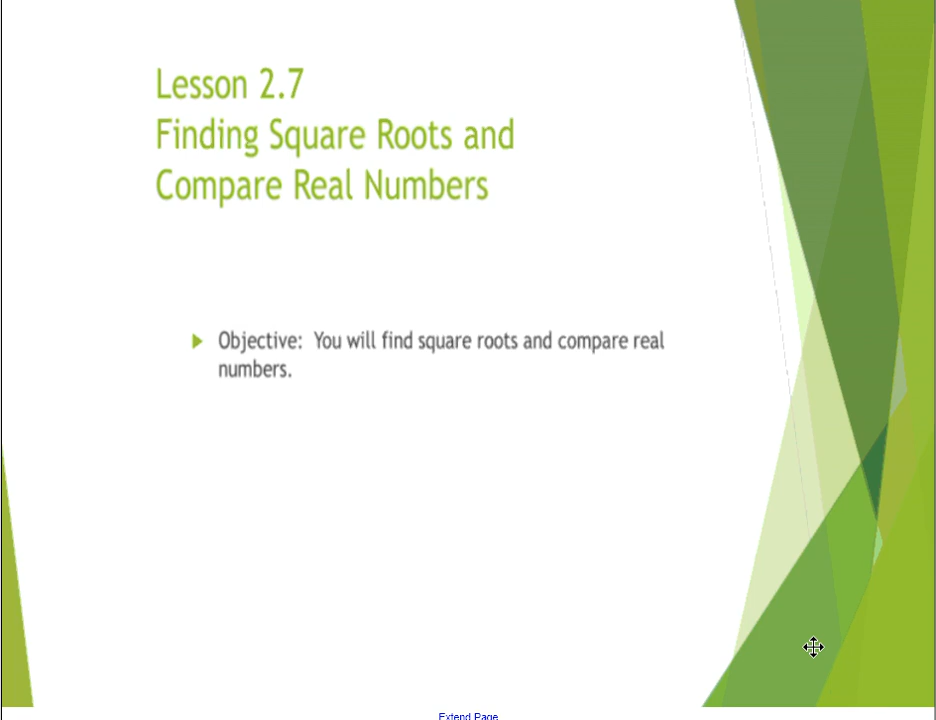 Lesson 2.7
Finding Square Roots and
Compare Real Numbers
Objective: You will find square roots and compare real
numbers.
Extend Page